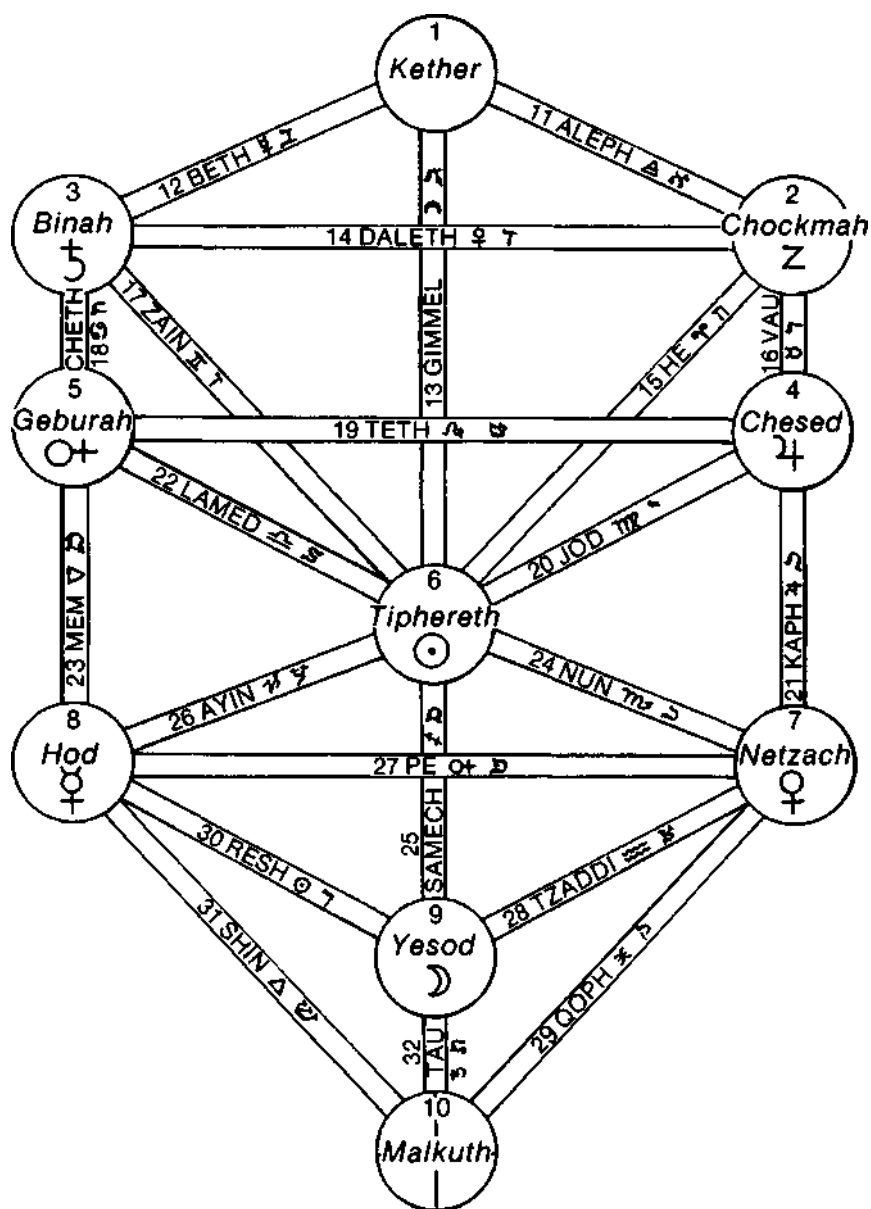 1
Kether
11 ALEPH 🜁 א
12 BETH ☿ ב
13 GIMMEL ☽ ג
3
Binah
♄
2
Chockmah
Z
14 DALETH ♀ ד
18 CHETH ♋ ח
17 ZAIN ♊ ז
15 HE ♈ ה
16 VAU ♉ ו
5
Geburah
♂
4
Chesed
♃
19 TETH ♌ ט
22 LAMED ♎ ל
20 JOD ♍ י
23 MEM ▽ מ
6
Tiphereth
☉
21 KAPH ♃ כ
26 AYIN ♑ ע
24 NUN ♏ נ
8
Hod
☿
7
Netzach
♀
27 PE ♂ פ
25 SAMECH ♐ ס
30 RESH ☉ ר
28 TZADDI ♒ צ
31 SHIN △ ש
9
Yesod
☽
29 QOPH ♓ ק
32 TAU ♄ ת
10
Malkuth